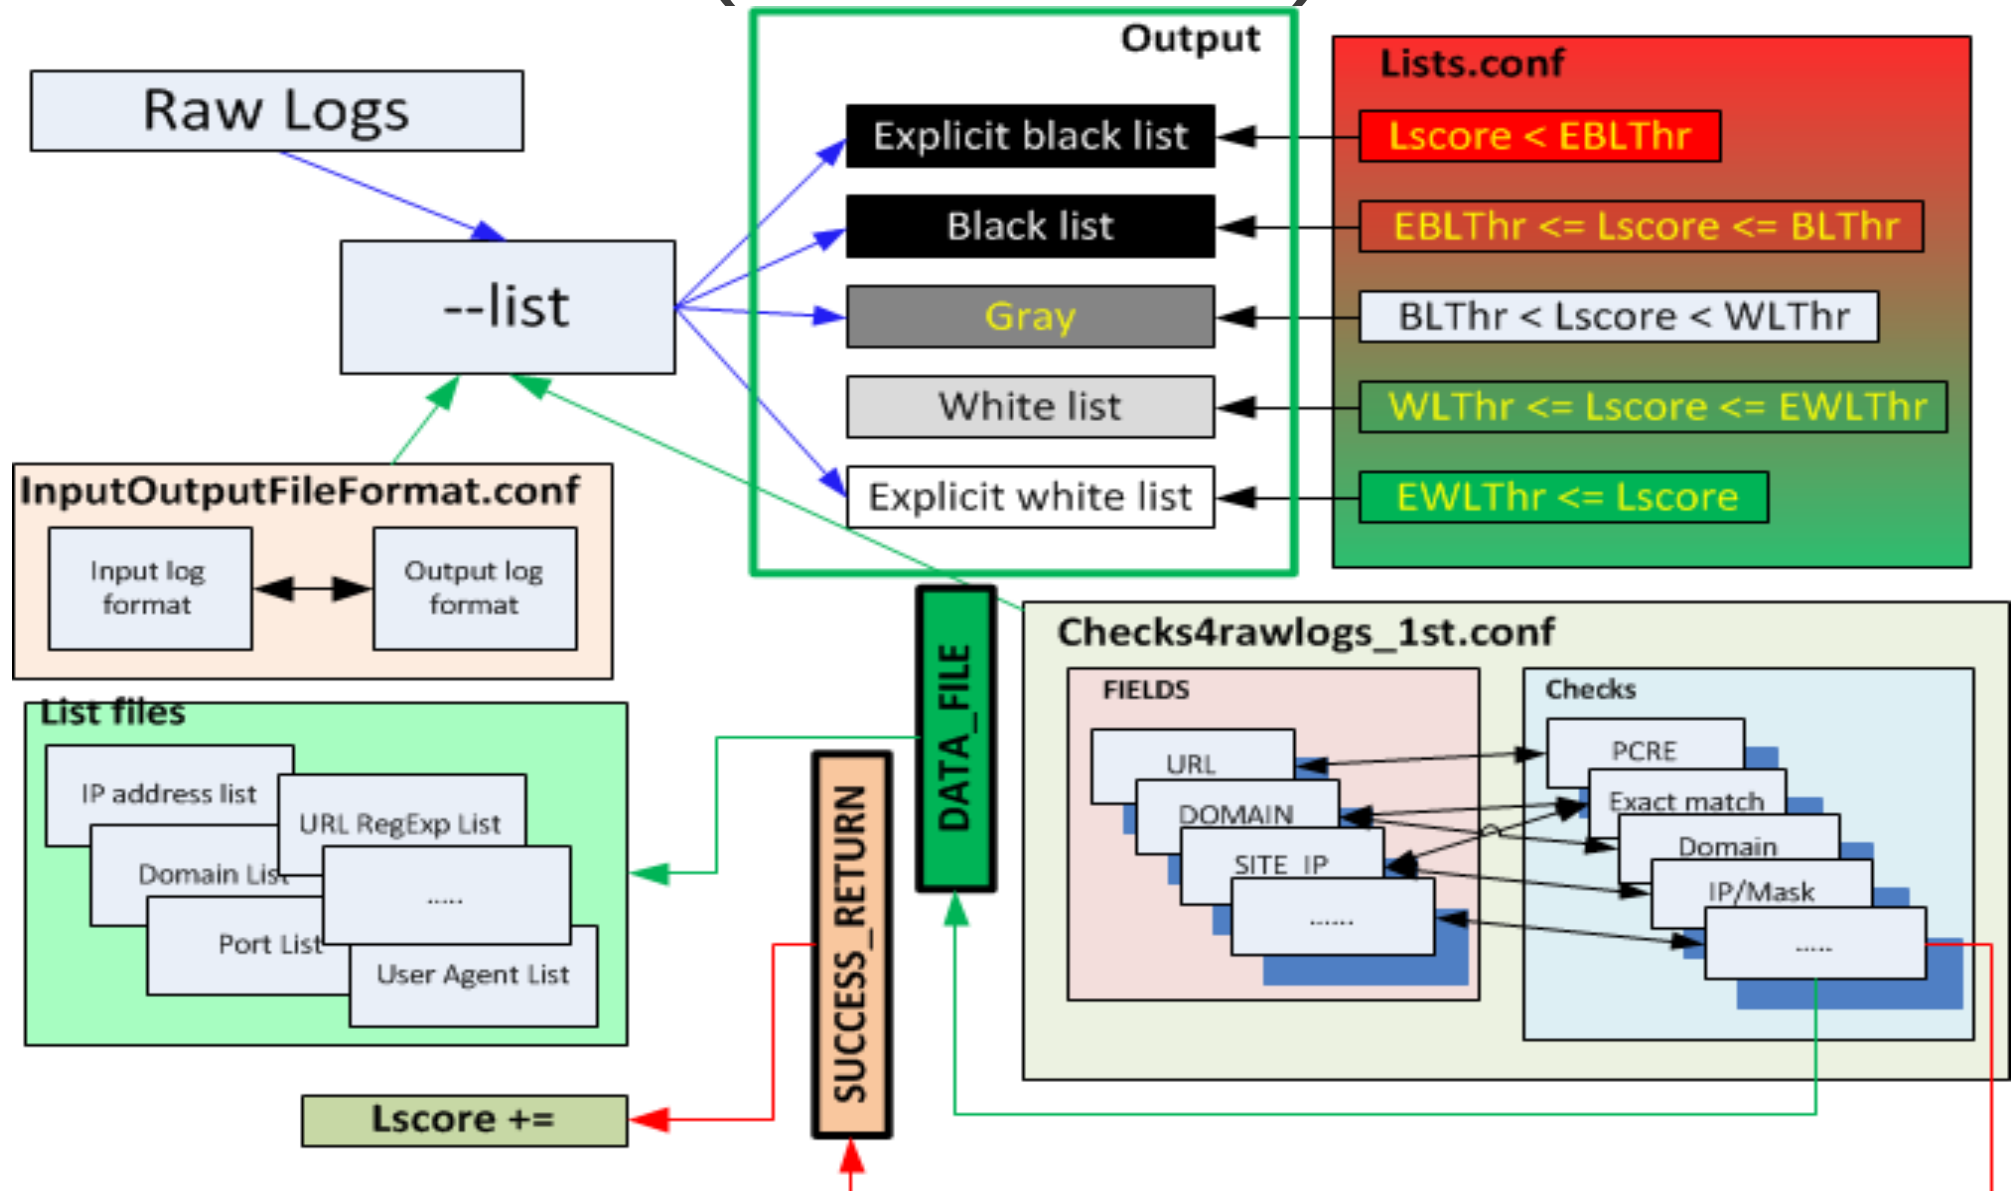 Output
Raw Logs
Explicit black list
Black list
Gray
White list
Explicit white list
Lists.conf
Lscore < EBLThr
EBLThr <= Lscore <= BLThr
BLThr < Lscore < WLThr
WLThr <= Lscore <= EWLThr
EWLThr <= Lscore
--list
InputOutputFileFormat.conf
Input log
format
Output log
format
List files
IP address list
URL RegExp List
Domain List
.....
Port List
User Agent List
Lscore +=
SUCCESS_RETURN
DATA_FILE
Checks4rawlogs_1st.conf
FIELDS
URL
DOMAIN
SITE_IP
......
Checks
PCRE
Exact match
Domain
IP/Mask
.....